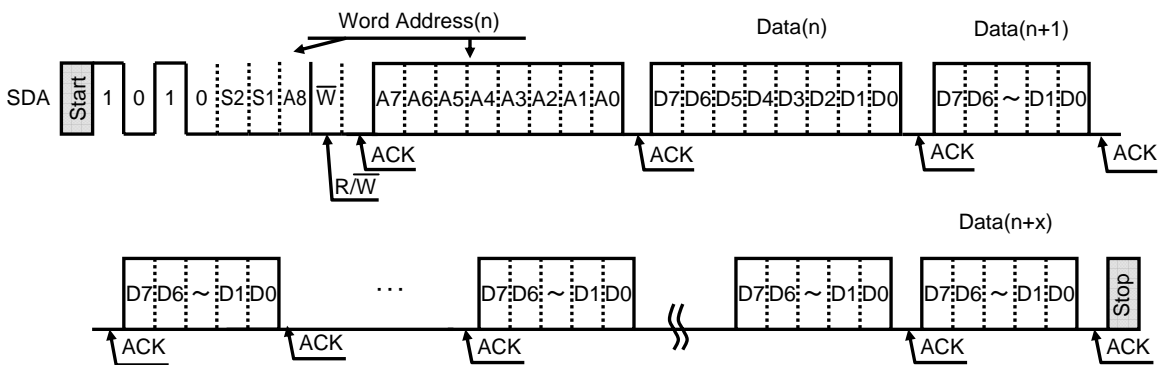 Word Address(n)
Data(n)
Data(n+1)
SDA Start 1 0 1 0 S2 S1 A8 W̅ A7 A6 A5 A4 A3 A2 A1 A0 D7 D6 D5 D4 D3 D2 D1 D0 D7 D6 ~ D1 D0
ACK
ACK
ACK
ACK
R/W̅
Data(n+x)
D7 D6 ~ D1 D0 ... D7 D6 ~ D1 D0 D7 D6 ~ D1 D0 D7 D6 ~ D1 D0 Stop
ACK
ACK
ACK
ACK
ACK